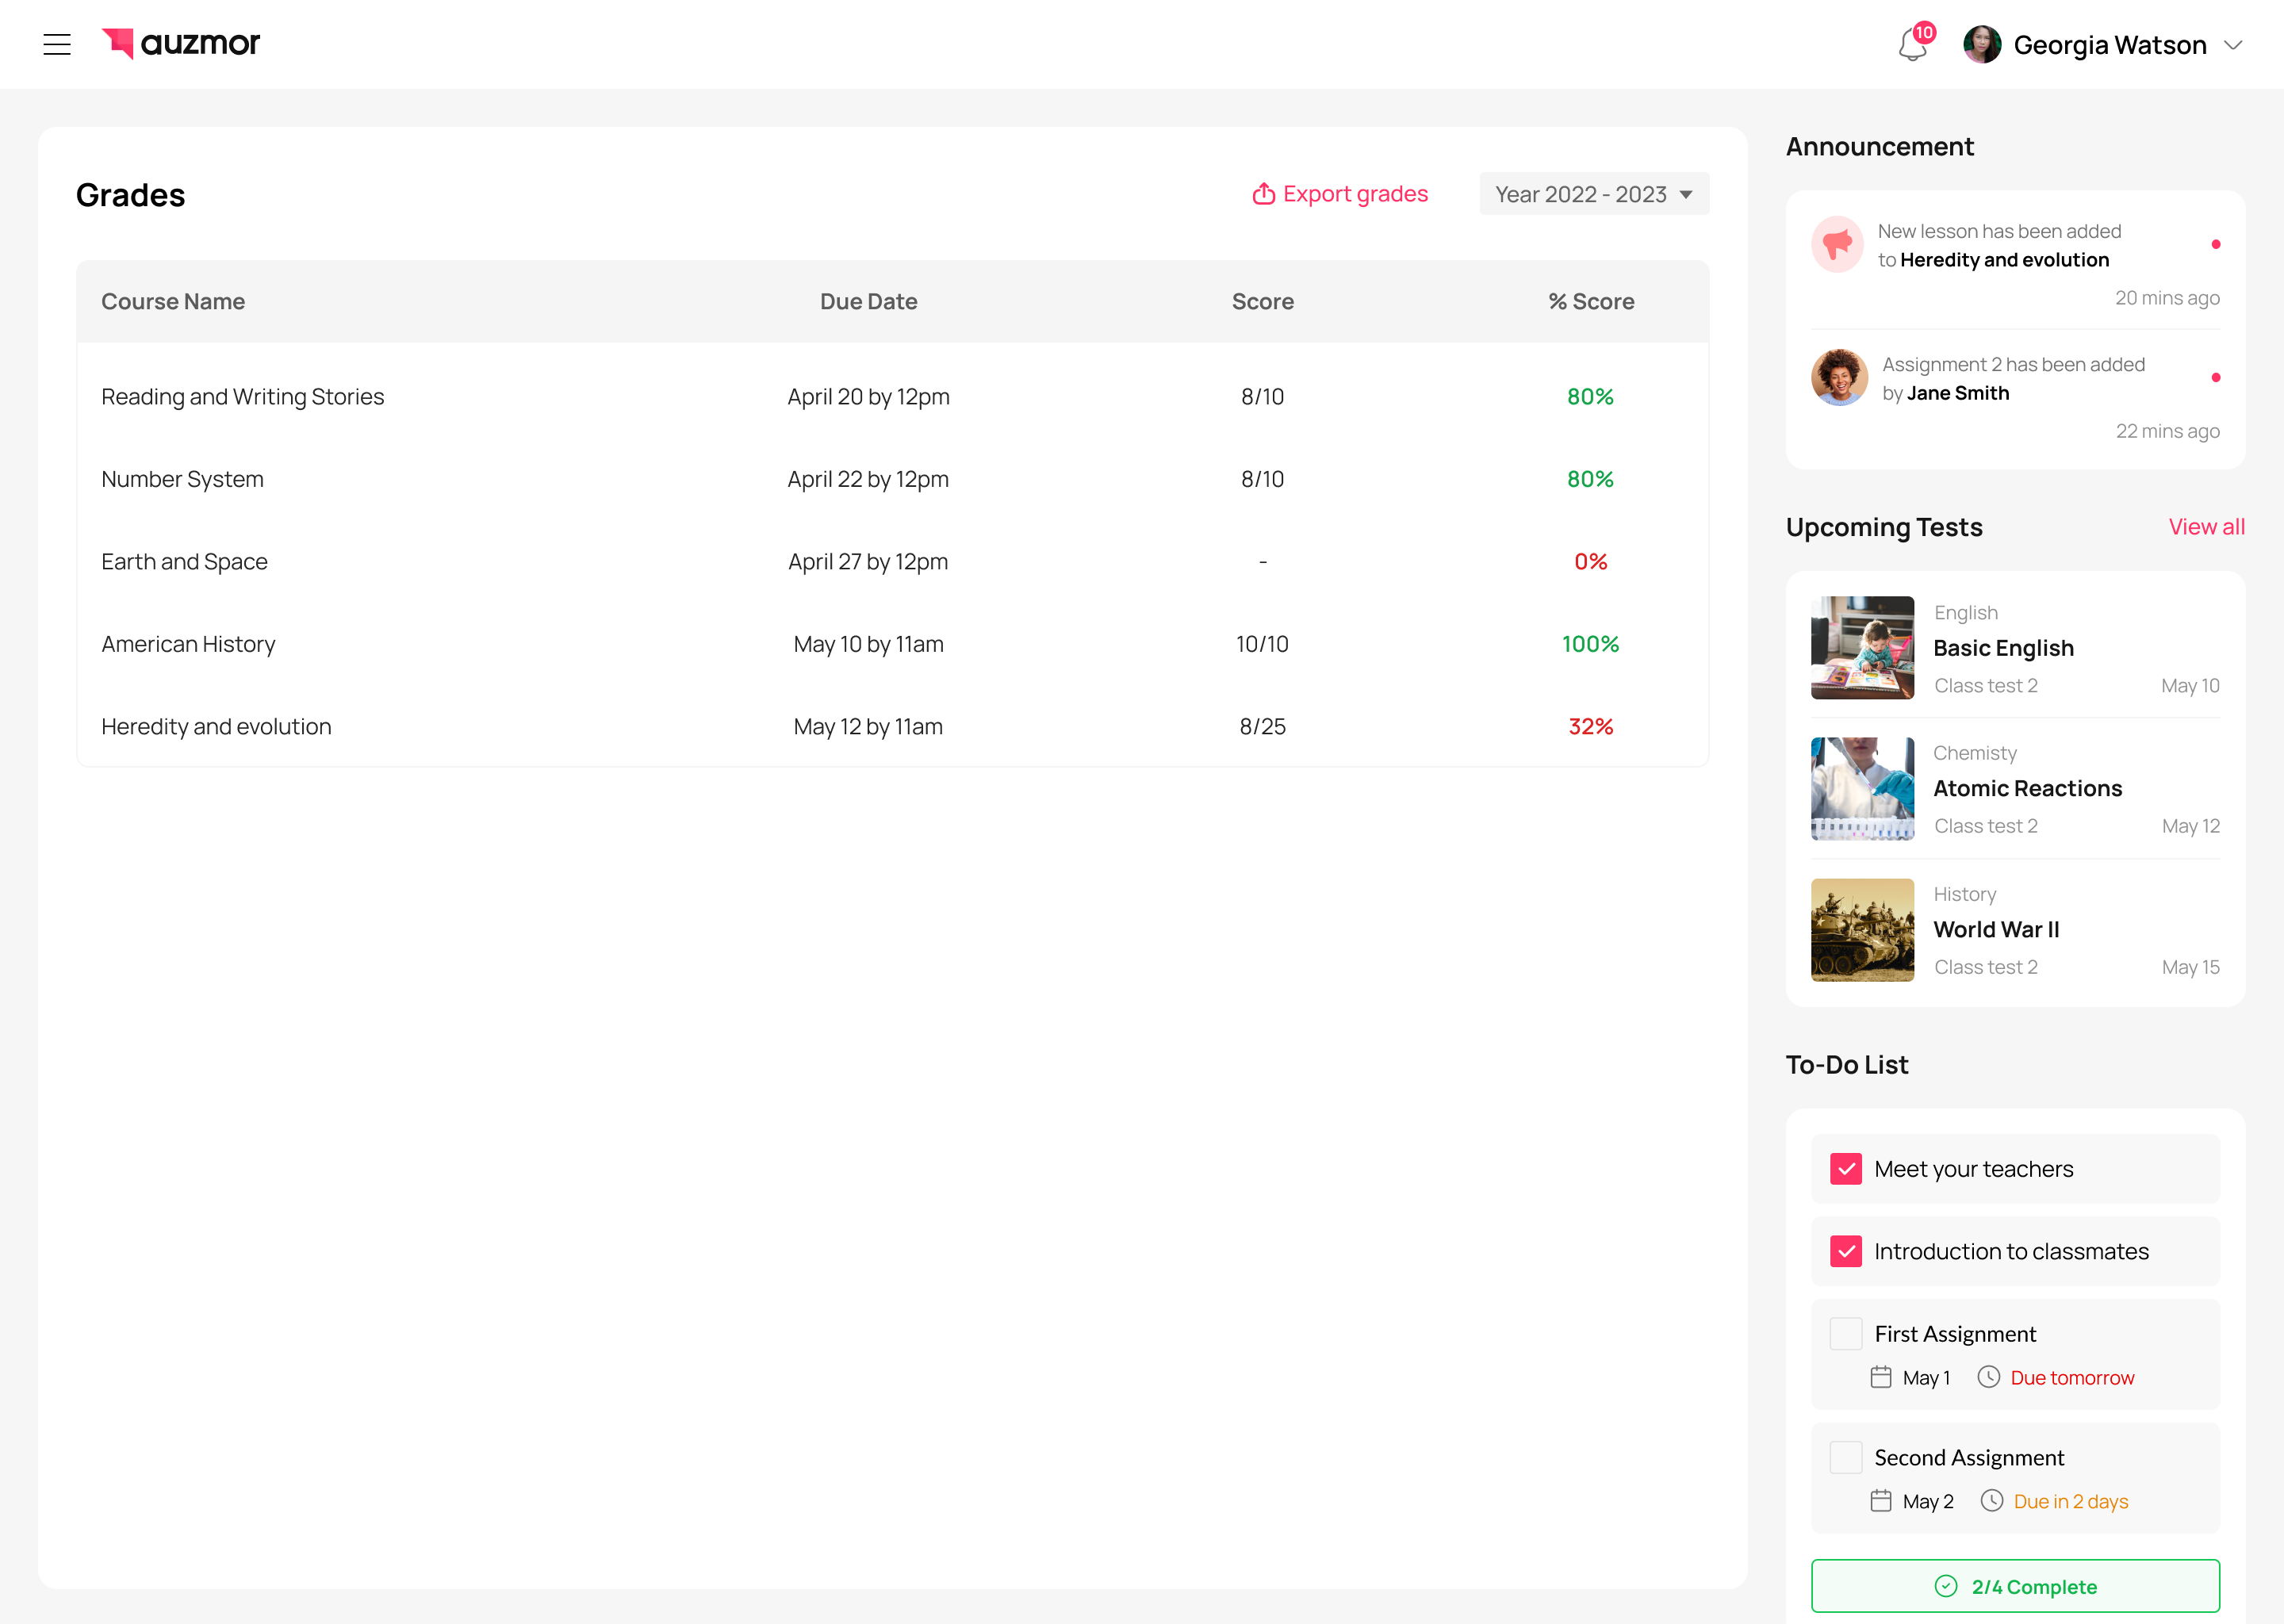 auzmor
10
Georgia Watson
Grades
Export grades
Year 2022 - 2023
Course Name Due Date Score % Score
Reading and Writing Stories April 20 by 12pm 8/10 80%
Number System April 22 by 12pm 8/10 80%
Earth and Space April 27 by 12pm - 0%
American History May 10 by 11am 10/10 100%
Heredity and evolution May 12 by 11am 8/25 32%
Announcement
New lesson has been added
to Heredity and evolution
20 mins ago
Assignment 2 has been added
by Jane Smith
22 mins ago
Upcoming Tests View all
English
Basic English
Class test 2 May 10
Chemisty
Atomic Reactions
Class test 2 May 12
History
World War II
Class test 2 May 15
To-Do List
Meet your teachers
Introduction to classmates
First Assignment
May 1 Due tomorrow
Second Assignment
May 2 Due in 2 days
2/4 Complete